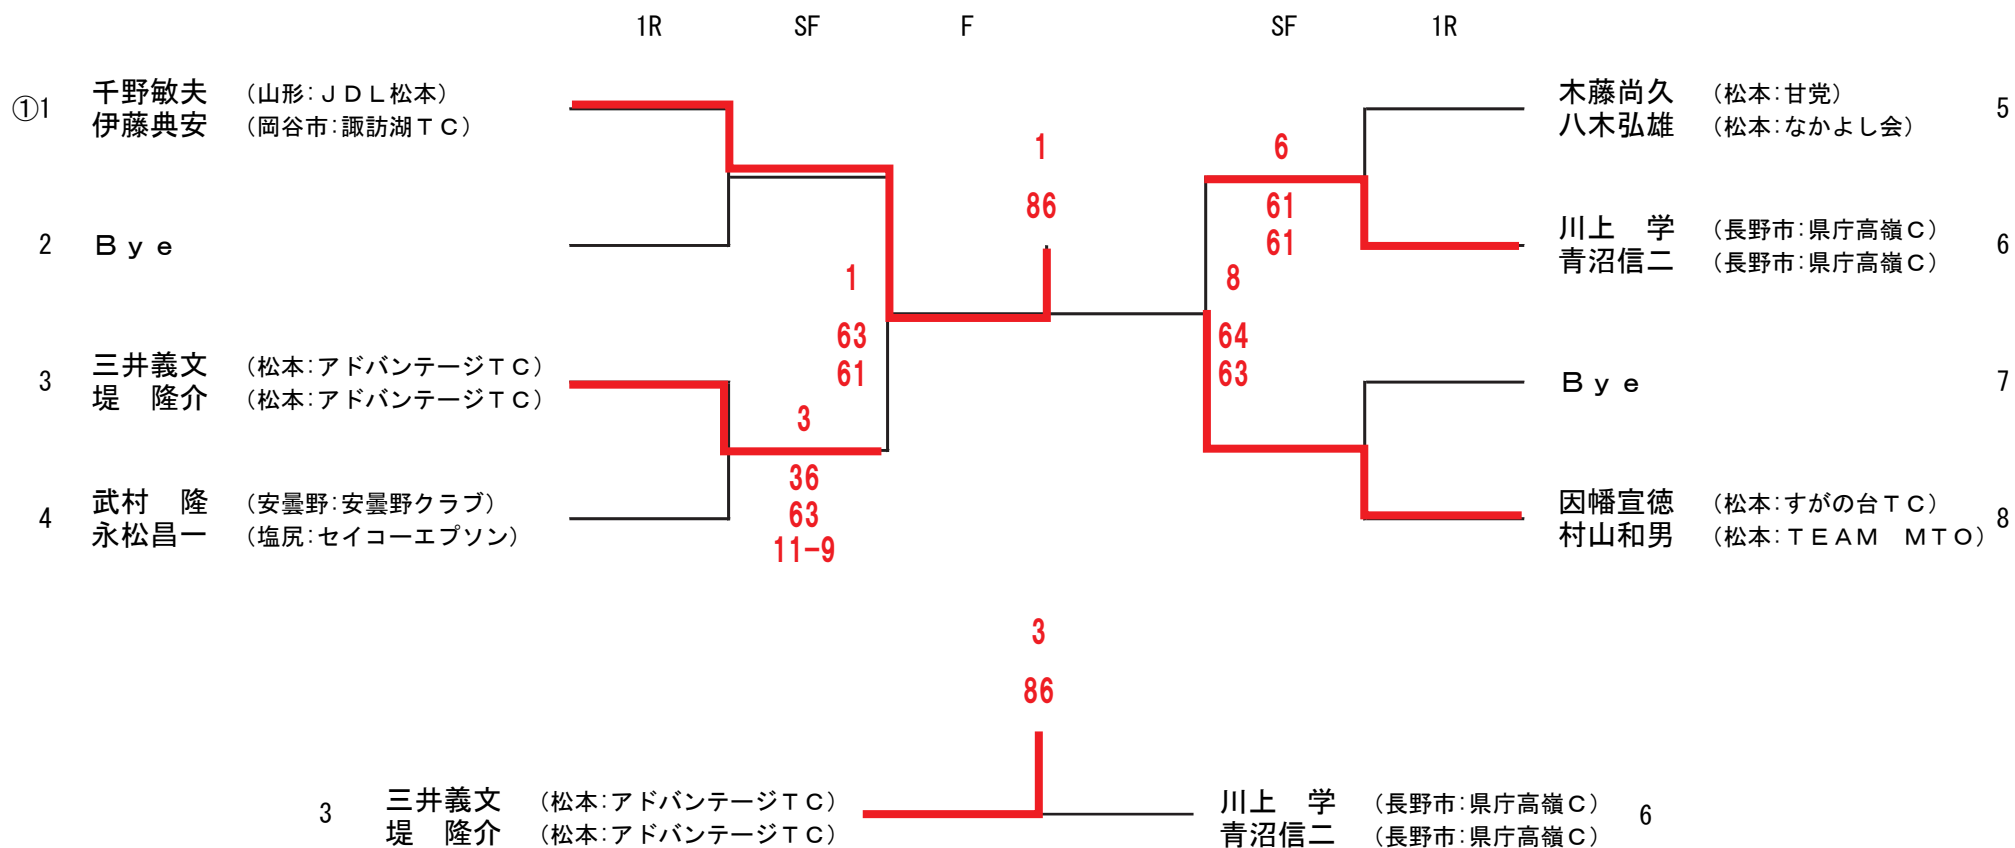 1R SF F SF 1R
①1 千野敏夫 （山形：ＪＤＬ松本）
伊藤典安 （岡谷市：諏訪湖ＴＣ）
2 Ｂｙｅ
3 三井義文 （松本：アドバンテージＴＣ）
堤　隆介 （松本：アドバンテージＴＣ）
4 武村　隆 （安曇野：安曇野クラブ）
永松昌一 （塩尻：セイコーエプソン）
1
63
61
3
36
63
11-9
1
86
6
61
61
8
64
63
木藤尚久 （松本：甘党） 5
八木弘雄 （松本：なかよし会）
川上　学 （長野市：県庁高嶺Ｃ） 6
青沼信二 （長野市：県庁高嶺Ｃ）
Ｂｙｅ 7
因幡宣徳 （松本：すがの台ＴＣ） 8
村山和男 （松本：ＴＥＡＭ　ＭＴＯ）
3
86
3 三井義文 （松本：アドバンテージＴＣ）
堤　隆介 （松本：アドバンテージＴＣ）
川上　学 （長野市：県庁高嶺Ｃ） 6
青沼信二 （長野市：県庁高嶺Ｃ）